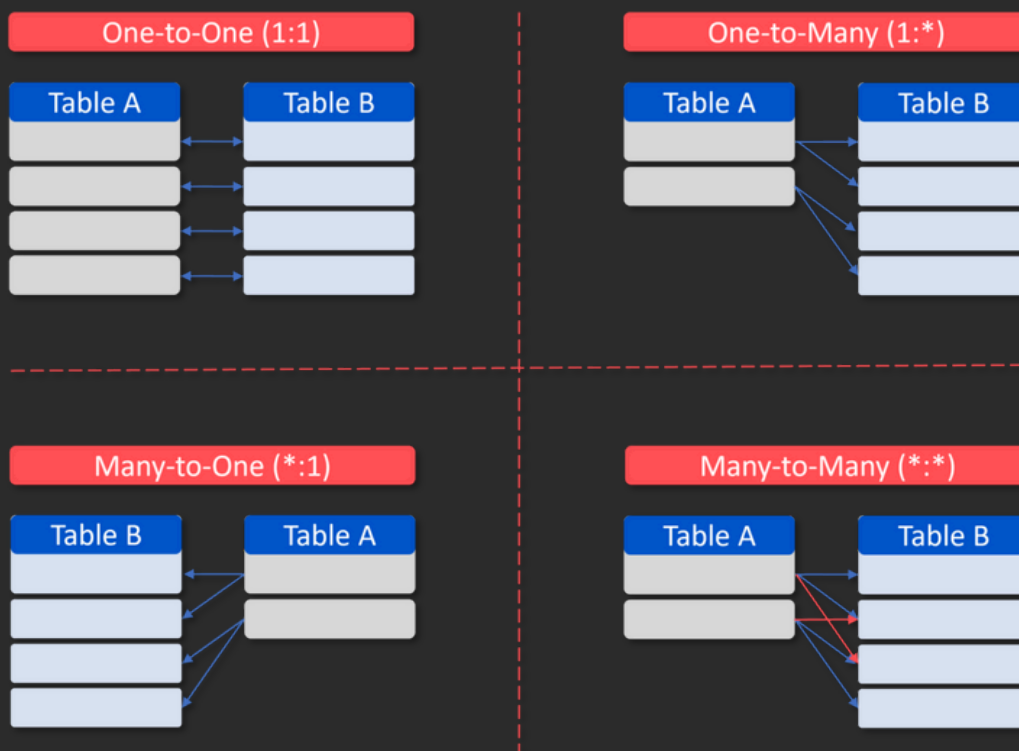 One-to-One (1:1)
One-to-Many (1:*)
Table A
Table B
Table A
Table B
Many-to-One (*:1)
Many-to-Many (*:*)
Table B
Table A
Table A
Table B